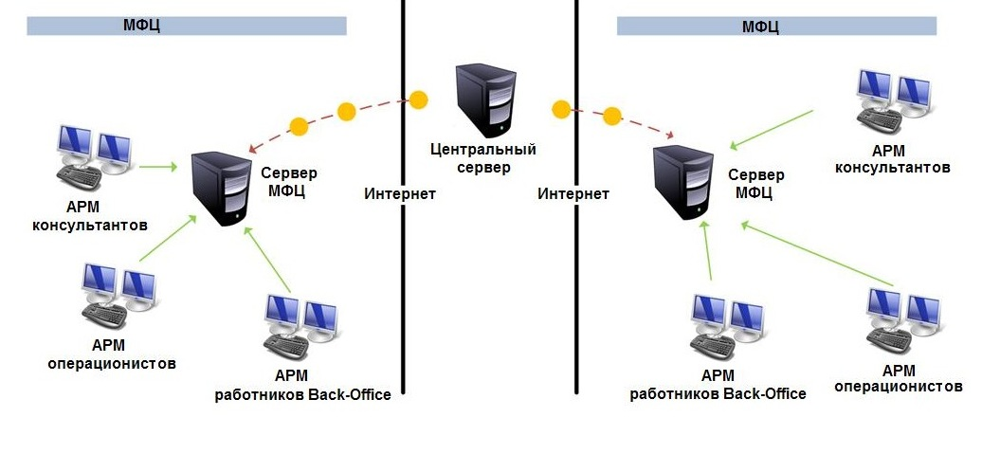 МФЦ
МФЦ
Центральный
сервер
АРМ
консультантов
Сервер
МФЦ
Сервер
МФЦ
Интернет
Интернет
АРМ
консультантов
АРМ
операционистов
АРМ
работников Back-Office
АРМ
работников Back-Office
АРМ
операционистов